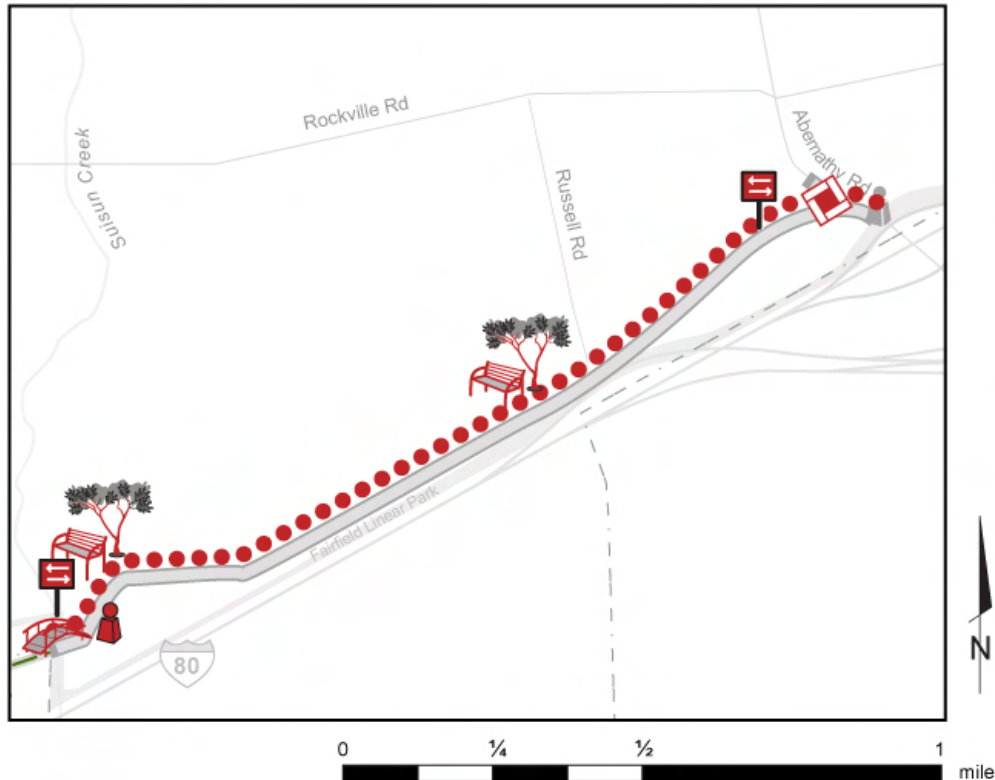 Rockville Rd
Abernathy Rd
Suisun Creek
Russell Rd
Fairfield Linear Park
80
N
0 ¼ ½ 1
mile